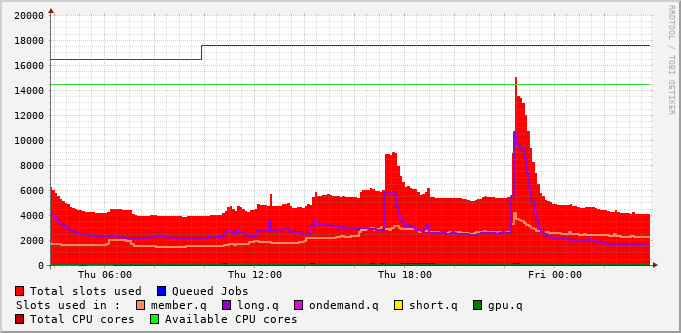 20000
18000
16000
14000
12000
10000
8000
6000
4000
2000
0
Thu 06:00 Thu 12:00 Thu 18:00 Fri 00:00
RRDTOOL / TOBI OETIKER
Total slots used Queued Jobs
Slots used in : member.q long.q ondemand.q short.q gpu.q
Total CPU cores Available CPU cores